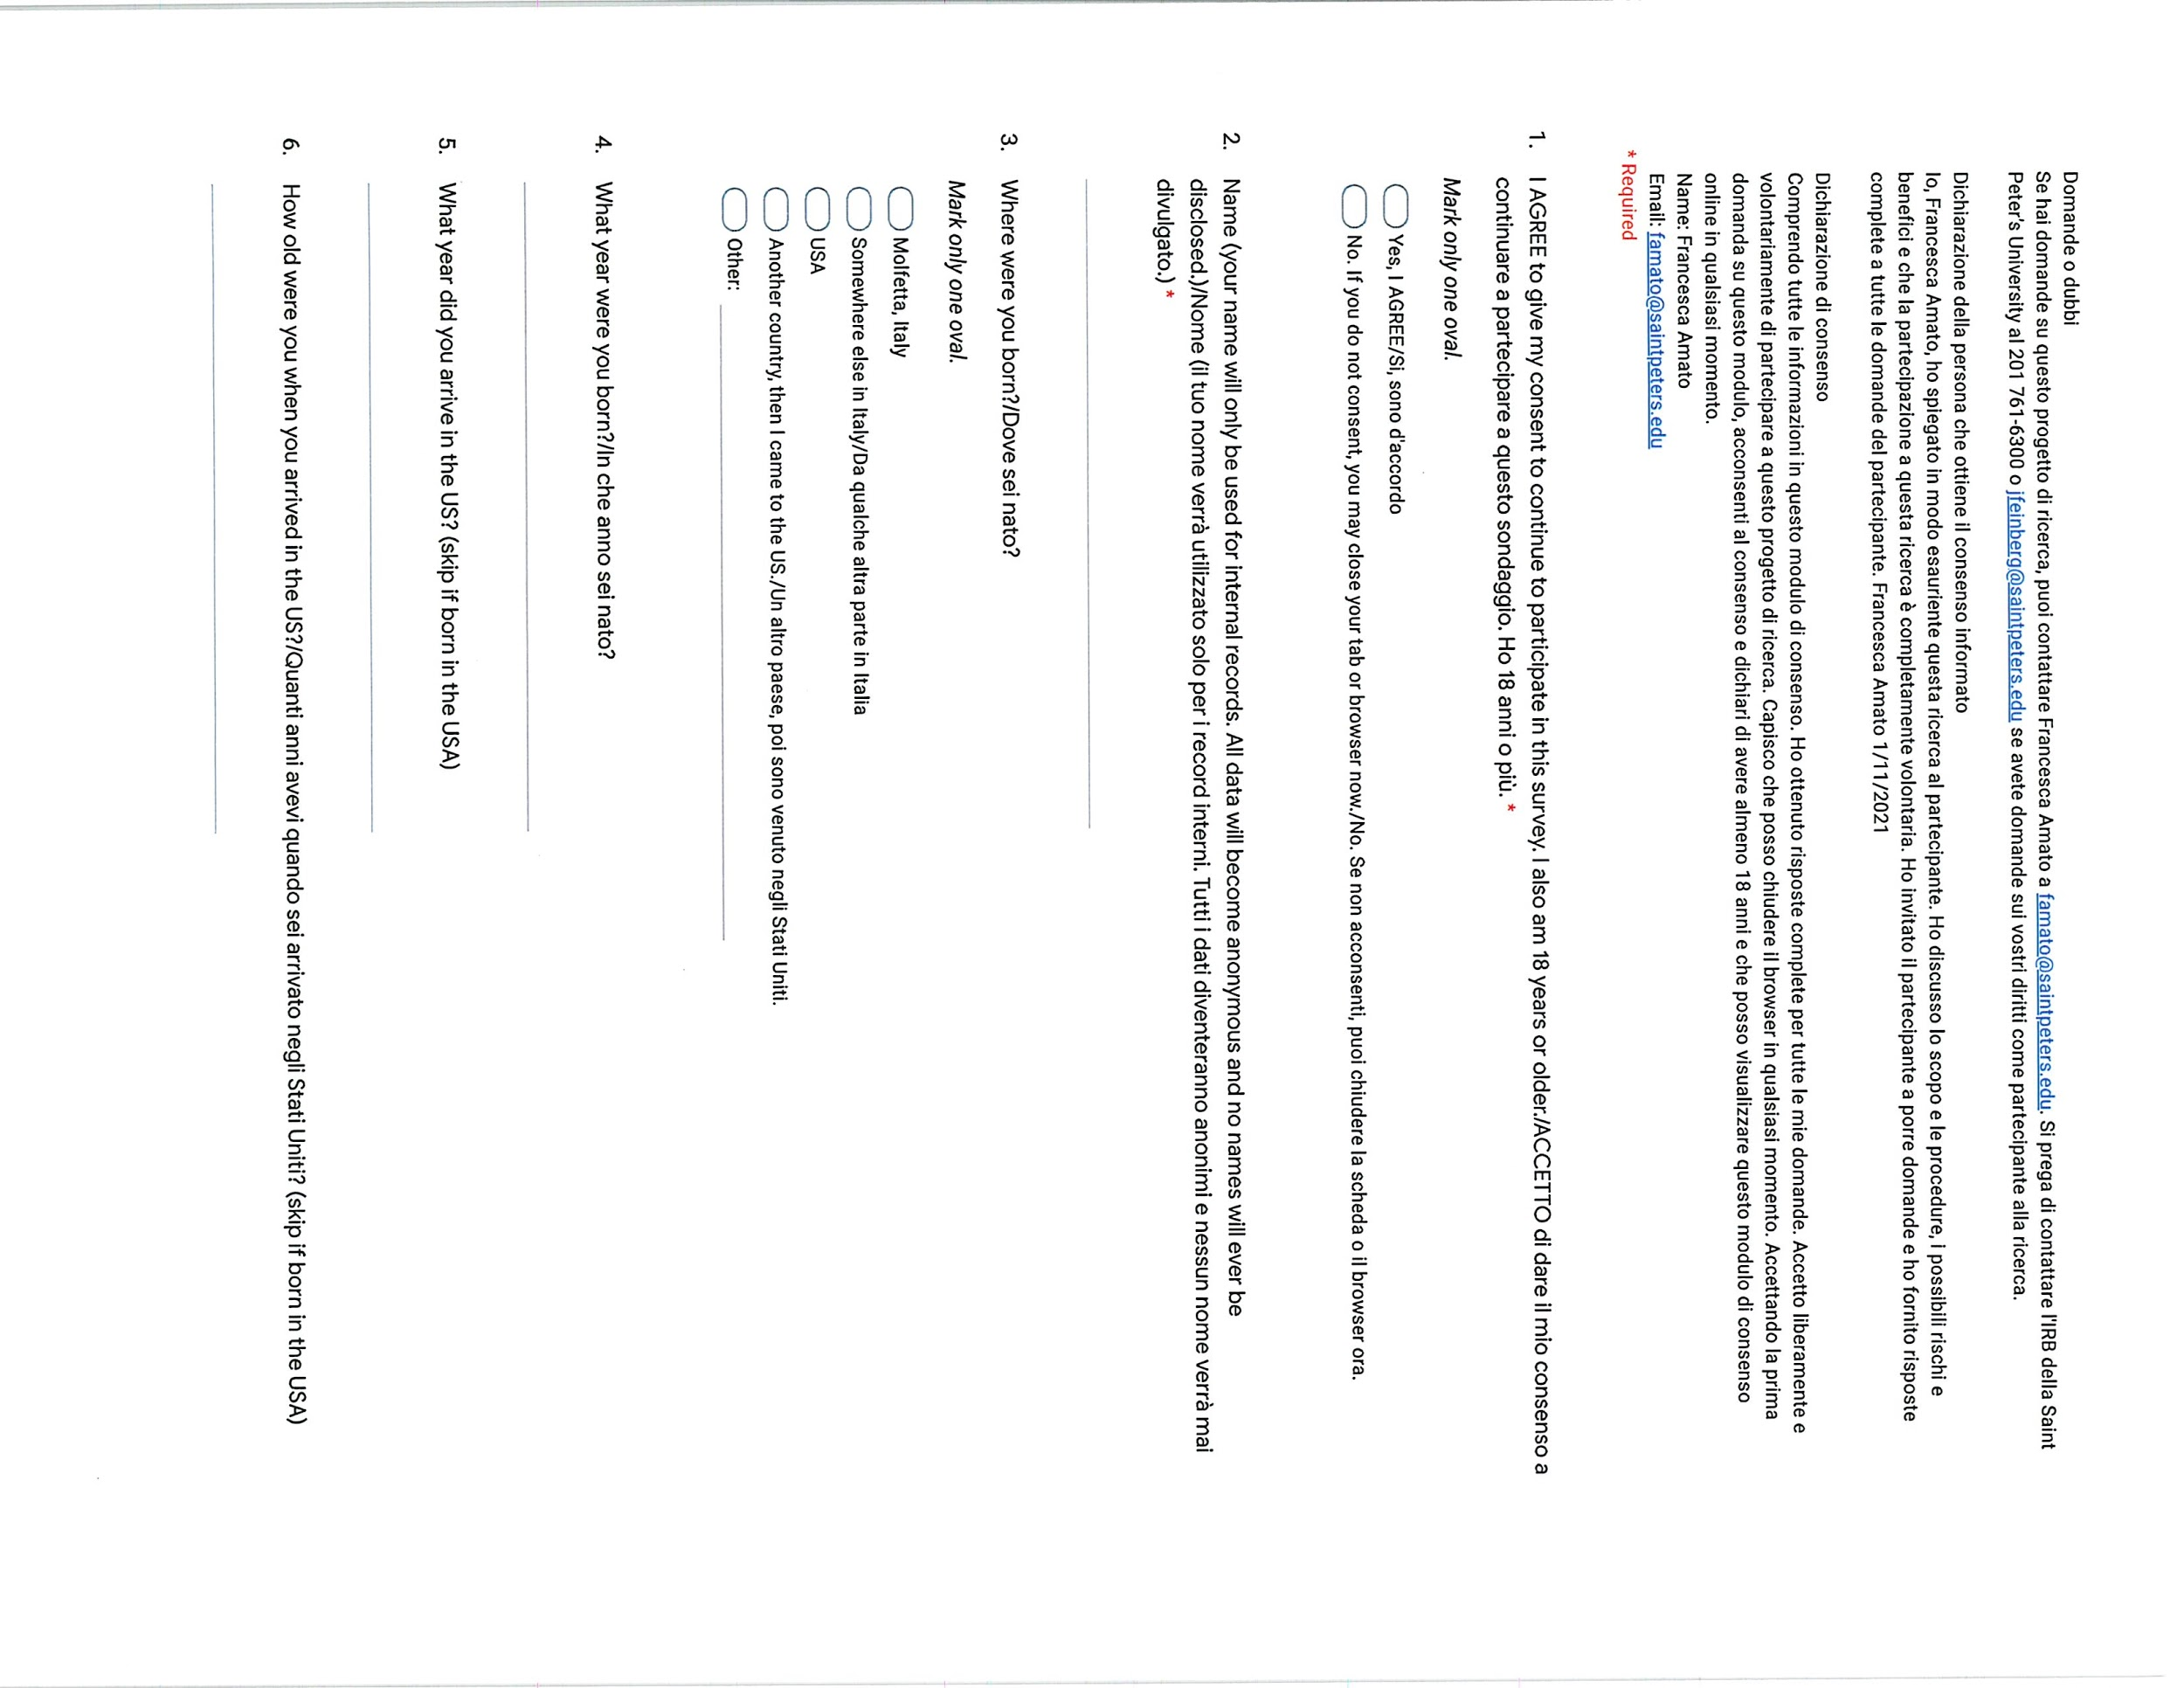 Domande o dubbi
Se hai domande su questo progetto di ricerca, puoi contattare Francesca Amato a famato@saintpeters.edu. Si prega di contattare l'IRB della Saint
Peter's University al 201 761-6300 o jfeinberg@saintpeters.edu se avete domande sui vostri diritti come partecipante alla ricerca.
Dichiarazione della persona che ottiene il consenso informato
Io, Francesca Amato, ho spiegato in modo esauriente questa ricerca al partecipante. Ho discusso lo scopo e le procedure, i possibili rischi e
benefici e che la partecipazione a questa ricerca è completamente volontaria. Ho invitato il partecipante a porre domande e ho fornito risposte
complete a tutte le domande del partecipante. Francesca Amato 1/11/2021
Dichiarazione di consenso
Comprendo tutte le informazioni in questo modulo di consenso. Ho ottenuto risposte complete per tutte le mie domande. Accetto liberamente e
volontariamente di partecipare a questo progetto di ricerca. Capisco che posso chiudere il browser in qualsiasi momento. Accettando la prima
domanda su questo modulo, acconsenti al consenso e dichiari di avere almeno 18 anni e che posso visualizzare questo modulo di consenso
online in qualsiasi momento.
Name: Francesca Amato
Email: famato@saintpeters.edu
* Required
1. I AGREE to give my consent to continue to participate in this survey. I also am 18 years or older./ACCETTO di dare il mio consenso a
continuare a partecipare a questo sondaggio. Ho 18 anni o più. *
Mark only one oval.
Yes, I AGREE/Si, sono d'accordo
No. If you do not consent, you may close your tab or browser now./No. Se non acconsenti, puoi chiudere la scheda o il browser ora.
2. Name (your name will only be used for internal records. All data will become anonymous and no names will ever be
disclosed.)/Nome (il tuo nome verrà utilizzato solo per i record interni. Tutti i dati diventeranno anonimi e nessun nome verrà mai
divulgato.) *
3. Where were you born?/Dove sei nato?
Mark only one oval.
Molfetta, Italy
Somewhere else in Italy/Da qualche altra parte in Italia
USA
Another country, then I came to the US./Un altro paese, poi sono venuto negli Stati Uniti.
Other:
4. What year were you born?/In che anno sei nato?
5. What year did you arrive in the US? (skip if born in the USA)
6. How old were you when you arrived in the US?/Quanti anni avevi quando sei arrivato negli Stati Uniti? (skip if born in the USA)